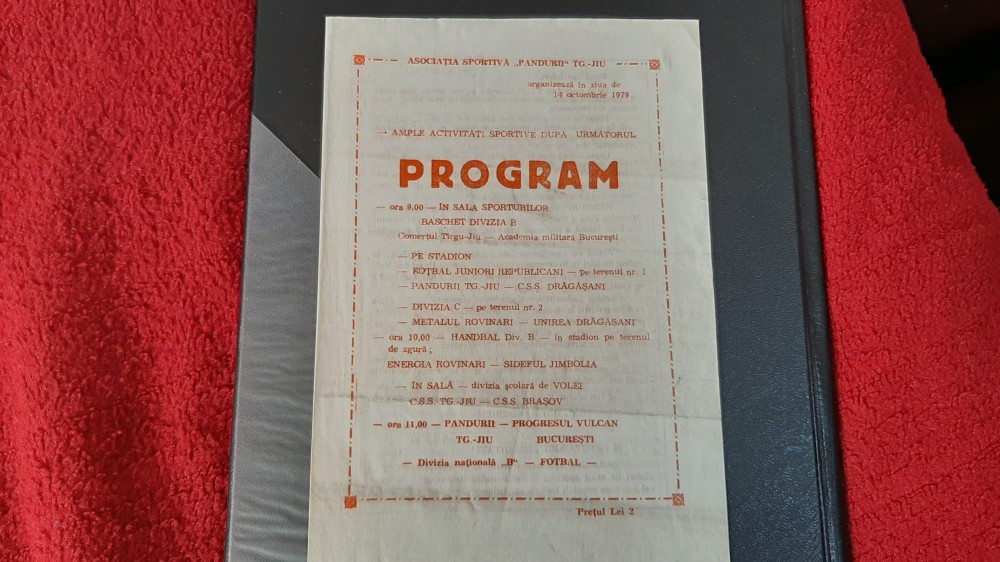 ASOCIAȚIA SPORTIVĂ „PANDURII“ TG.-JIU
organizează în ziua de
14 octombrie 1979
AMPLE ACTIVITĂȚI SPORTIVE DUPĂ URMĂTORUL
PROGRAM
— ora 9,00 — ÎN SALA SPORTURILOR
BASCHET DIVIZIA B
Comerțul Tîrgu-Jiu — Academia militară București
— PE STADION
— FOTBAL JUNIORI REPUBLICANI — pe terenul nr. 1
— PANDURII TG.-JIU — C.S.S. DRĂGĂȘANI
— DIVIZIA C — pe terenul nr. 2
— METALUL ROVINARI — UNIREA DRĂGĂȘANI
— ora 10,00 — HANDBAL Div. B — în stadion pe terenul
de zgură ;
ENERGIA ROVINARI — SIDEFUL JIMBOLIA
— ÎN SALĂ — divizia școlară de VOLEI
C.S.S. TG.-JIU — C.S.S. BRAȘOV
— ora 11,00 — PANDURII — PROGRESUL VULCAN
TG.-JIU BUCUREȘTI
— Divizia națională „B“ — FOTBAL —
Prețul Lei 2